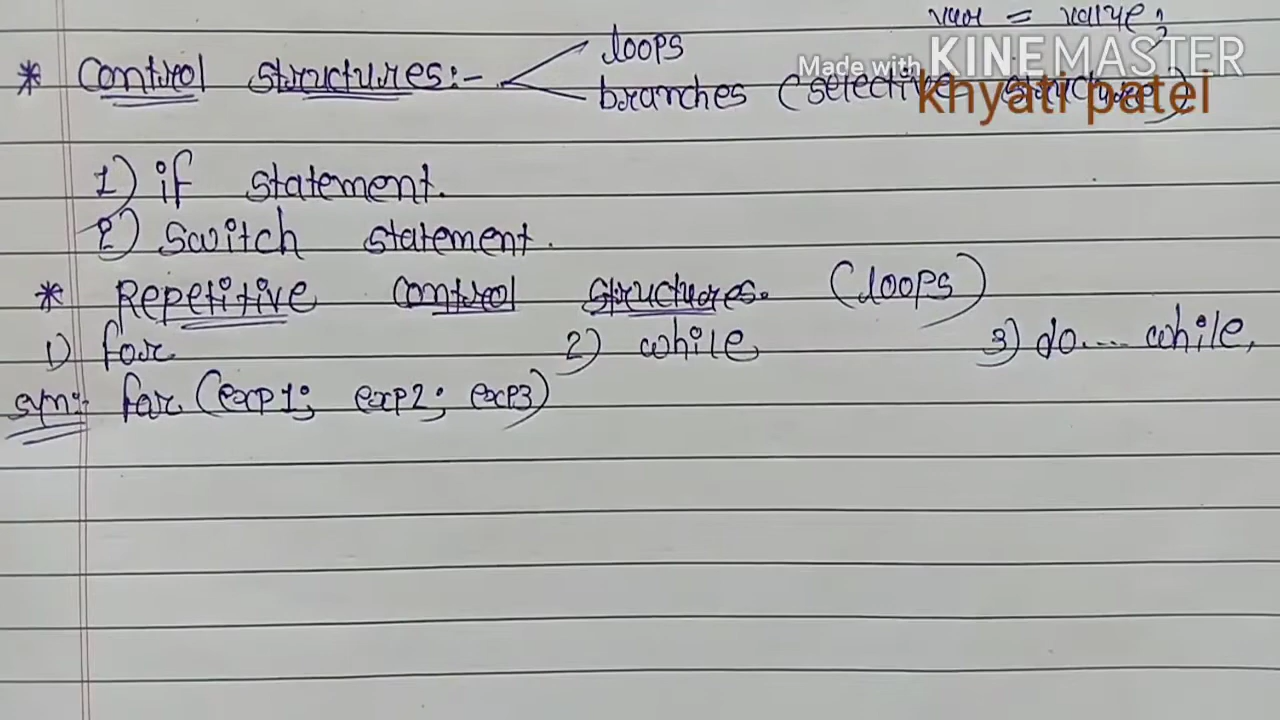 var = value;
Made with KINEMASTER
* Control structures:- loops
branches (selective structures)
khyati patel
1) if statement.
2) switch statement.
* Repetitive control structures. (loops)
1) for 2) while 3) do.... while,
syn:- for (exp1; exp2; exp3)